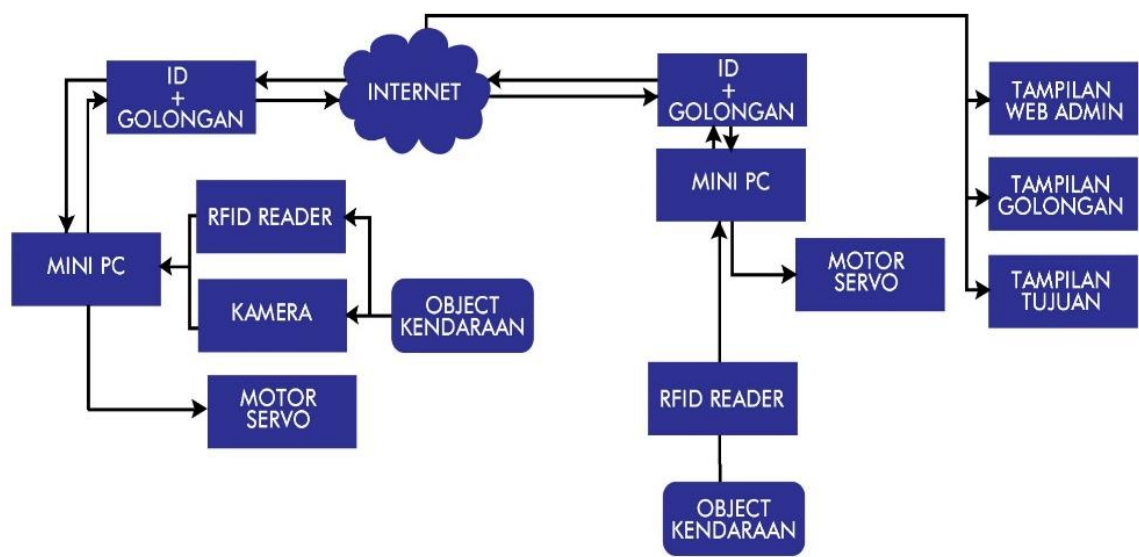 ID
+
GOLONGAN
INTERNET
ID
+
GOLONGAN
TAMPILAN
WEB ADMIN
MINI PC
TAMPILAN
GOLONGAN
RFID READER
MINI PC
MOTOR
SERVO
TAMPILAN
TUJUAN
KAMERA
OBJECT
KENDARAAN
MOTOR
SERVO
RFID READER
OBJECT
KENDARAAN